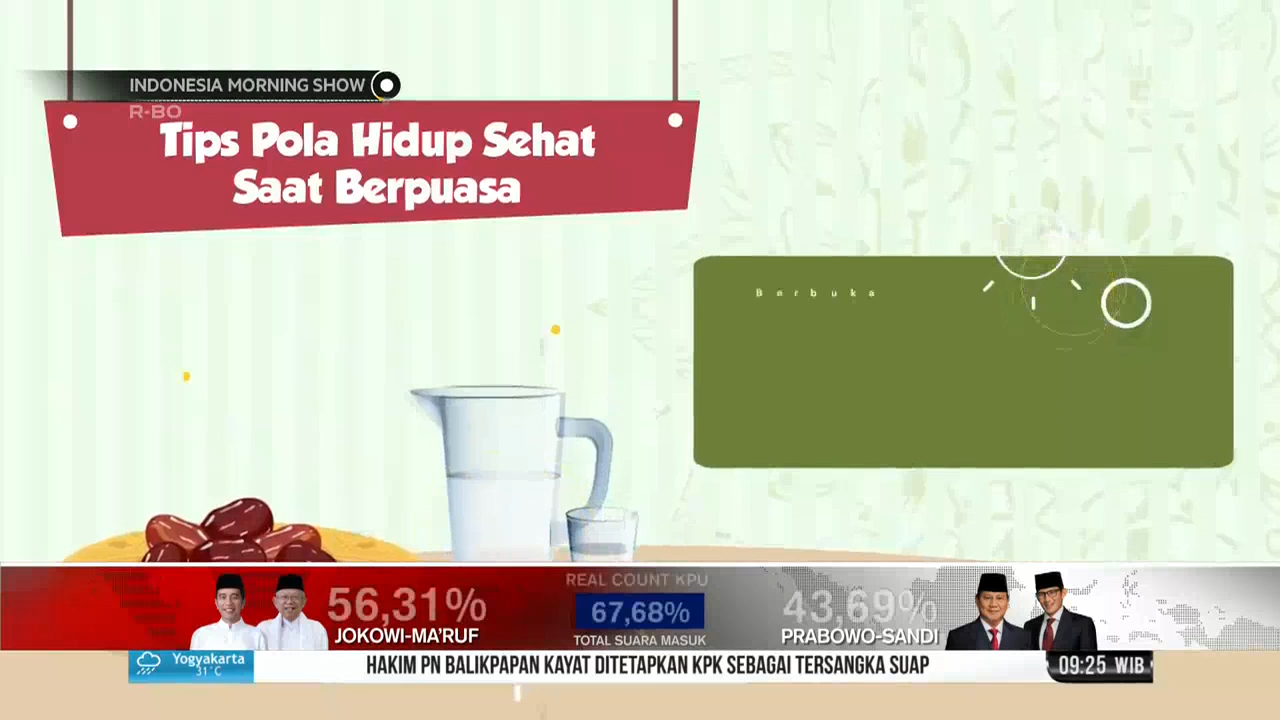 INDONESIA MORNING SHOW
R-BO
Tips Pola Hidup Sehat
Saat Berpuasa
Berbuka
56,31%
JOKOWI-MA'RUF
REAL COUNT KPU
67,68%
TOTAL SUARA MASUK
43,69%
PRABOWO-SANDI
Yogyakarta
31°C
HAKIM PN BALIKPAPAN KAYAT DITETAPKAN KPK SEBAGAI TERSANGKA SUAP
09:25 WIB